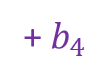 + b₄